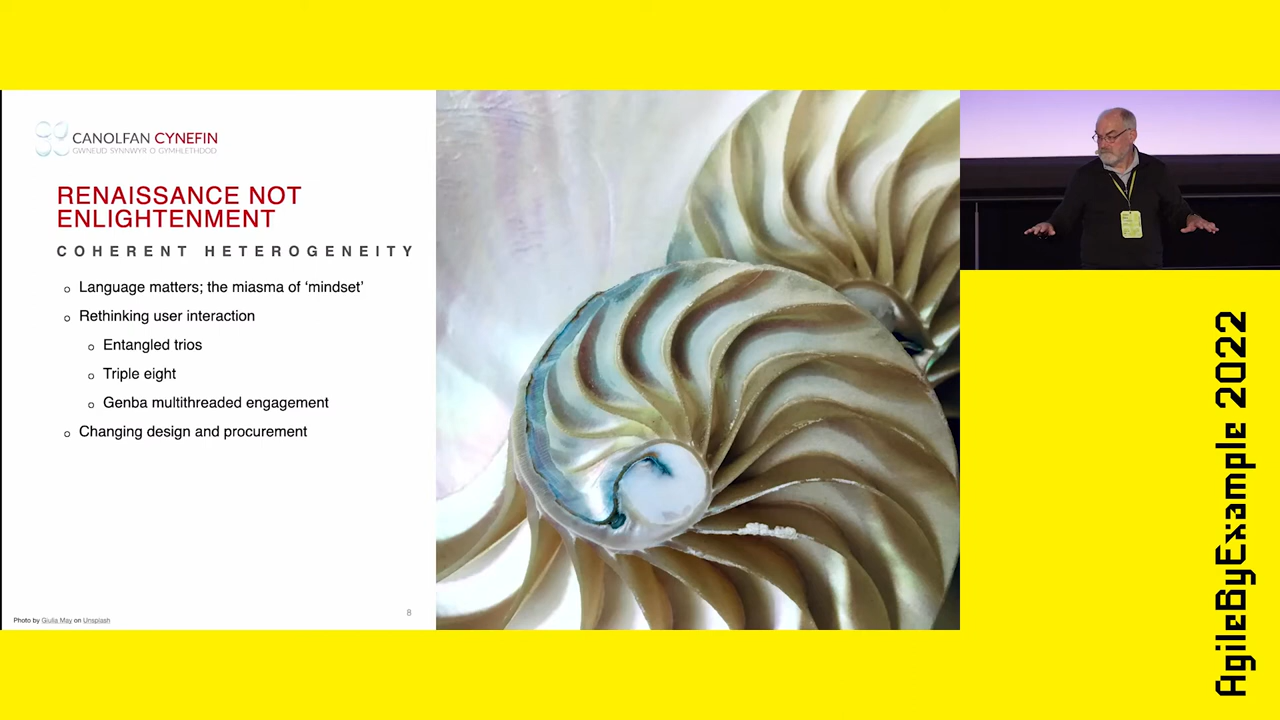 CANOLFAN CYNEFIN
GWNEUD SYNNWYR O GYMHLETHDOD
RENAISSANCE NOT
ENLIGHTENMENT
COHERENT HETEROGENEITY
Language matters; the miasma of ‘mindset’
Rethinking user interaction
Entangled trios
Triple eight
Genba multithreaded engagement
Changing design and procurement
8
Photo by Giulia May on Unsplash
AgileByExample 2022